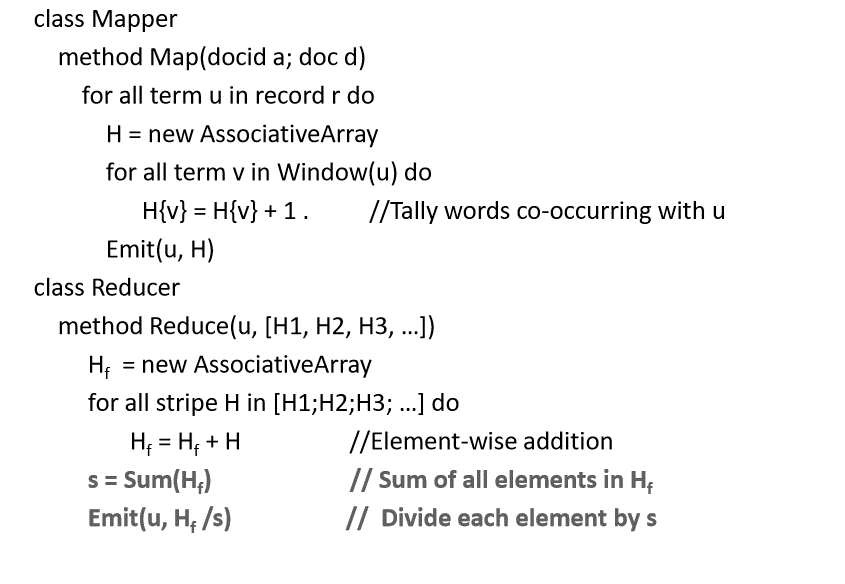 class Mapper
method Map(docid a; doc d)
for all term u in record r do
H = new AssociativeArray
for all term v in Window(u) do
H{v} = H{v} + 1 . //Tally words co-occurring with u
Emit(u, H)
class Reducer
method Reduce(u, [H1, H2, H3, …])
Hf = new AssociativeArray
for all stripe H in [H1;H2;H3; …] do
Hf = Hf + H //Element-wise addition
s = Sum(Hf) // Sum of all elements in Hf
Emit(u, Hf /s) // Divide each element by s